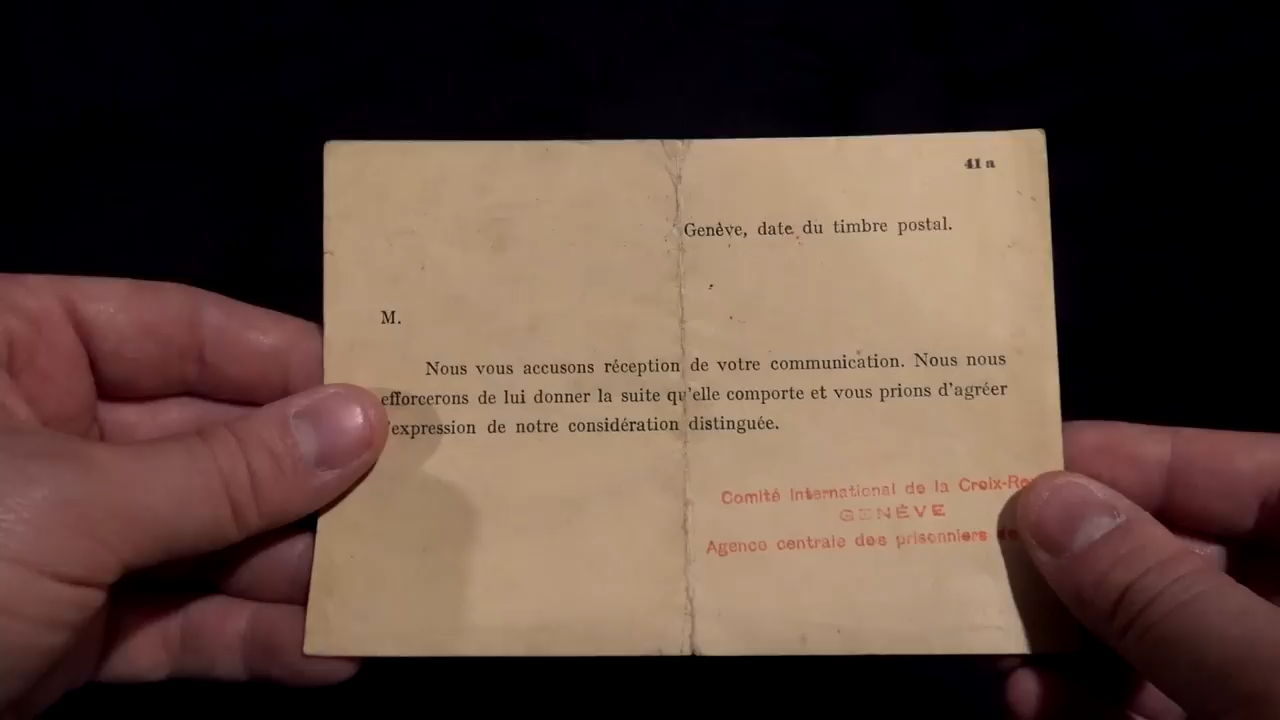 41 a
Genève, date du timbre postal.
M.
Nous vous accusons réception de votre communication. Nous nous
efforcerons de lui donner la suite qu'elle comporte et vous prions d'agréer
'expression de notre considération distinguée.
Comité International de la Croix-Ro
GENÈVE
Agence centrale des prisonniers